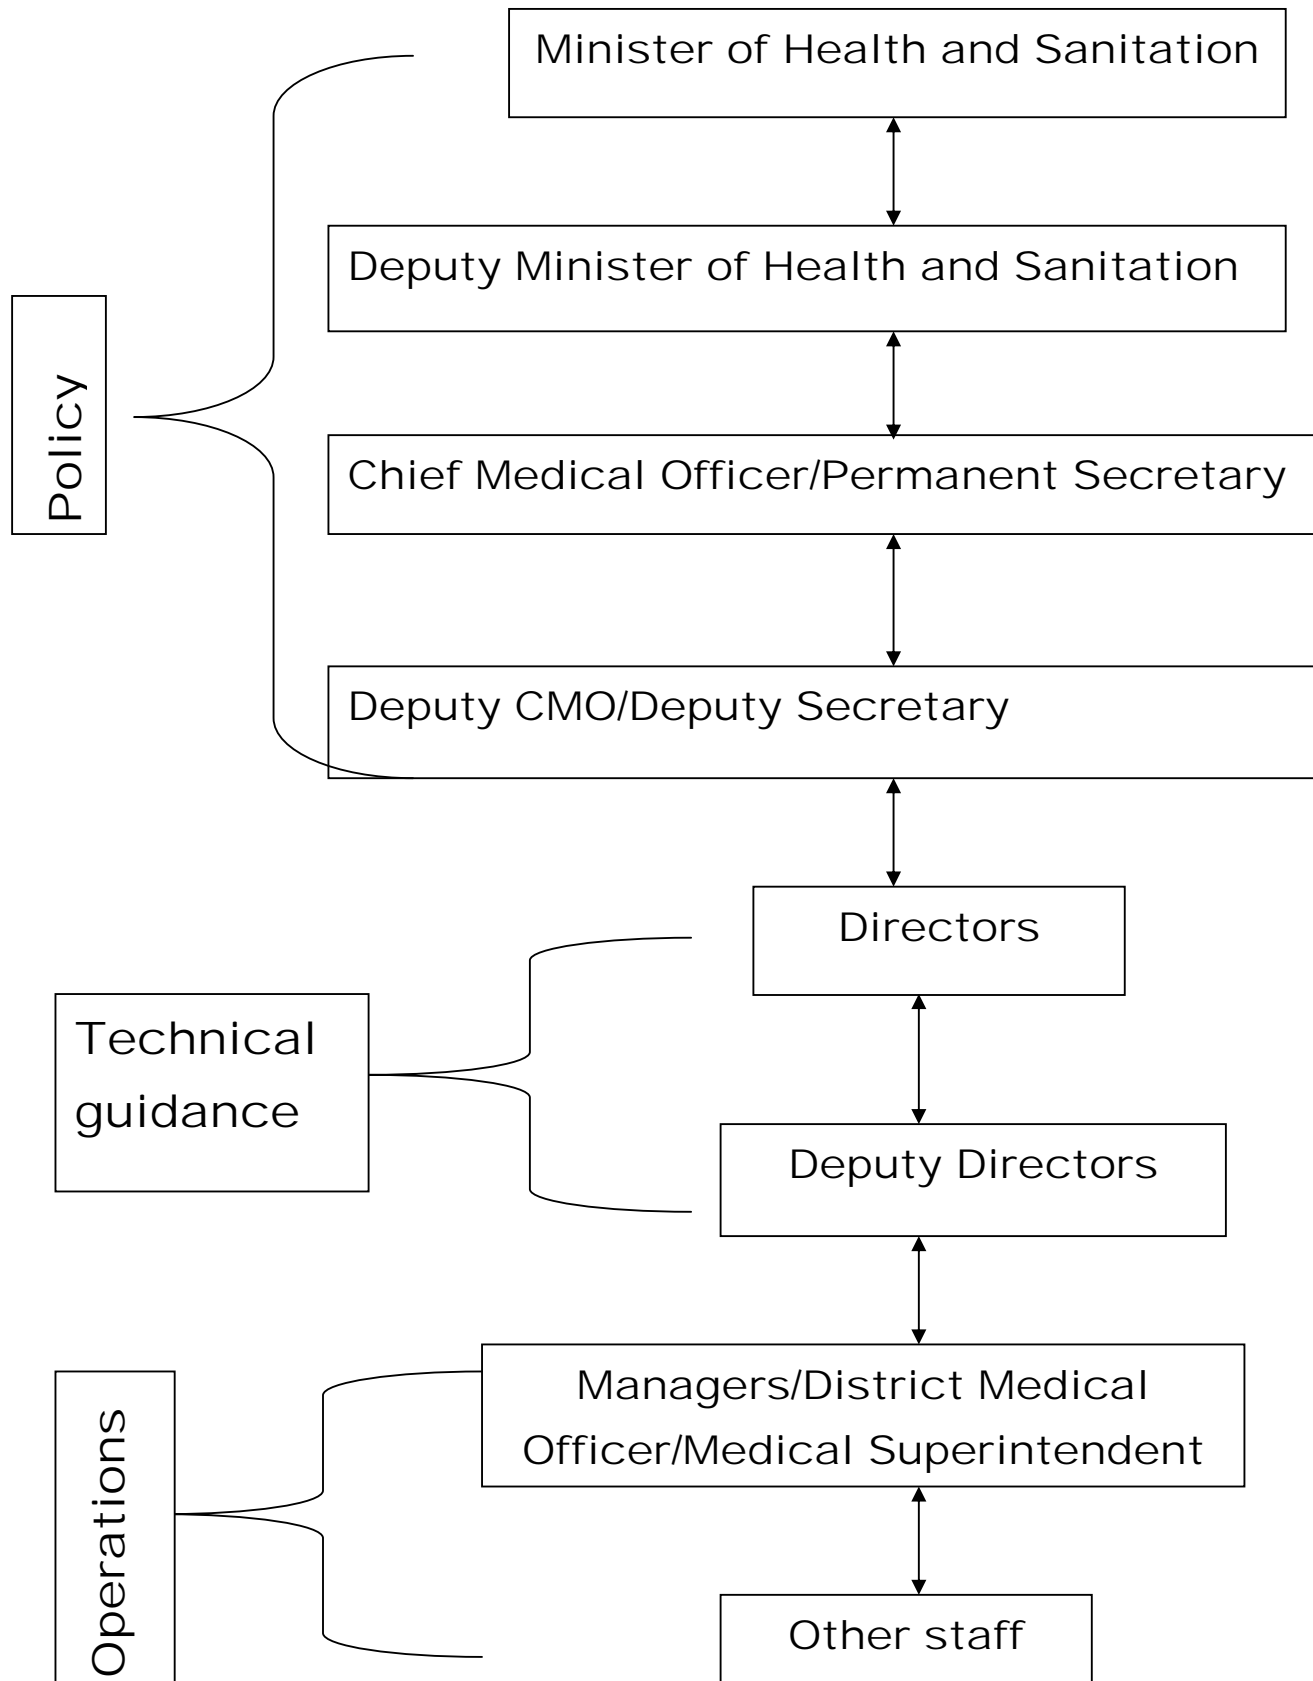 Minister of Health and Sanitation
Deputy Minister of Health and Sanitation
Policy
Chief Medical Officer/Permanent Secretary
Deputy CMO/Deputy Secretary
Directors
Technical
guidance
Deputy Directors
Managers/District Medical
Officer/Medical Superintendent
Operations
Other staff